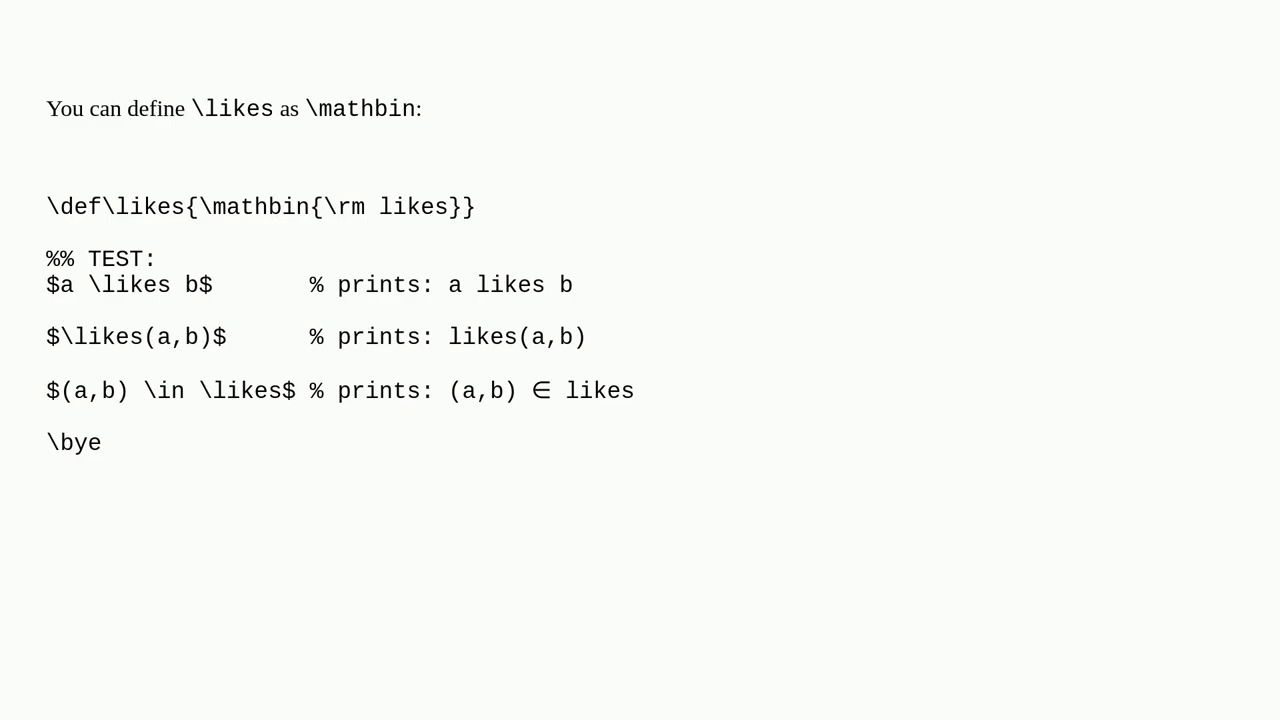 You can define \likes as \mathbin:
\def\likes{\mathbin{\rm likes}}
%% TEST:
$a \likes b$       % prints: a likes b
$\likes(a,b)$      % prints: likes(a,b)
$(a,b) \in \likes$ % prints: (a,b) ∈ likes
\bye